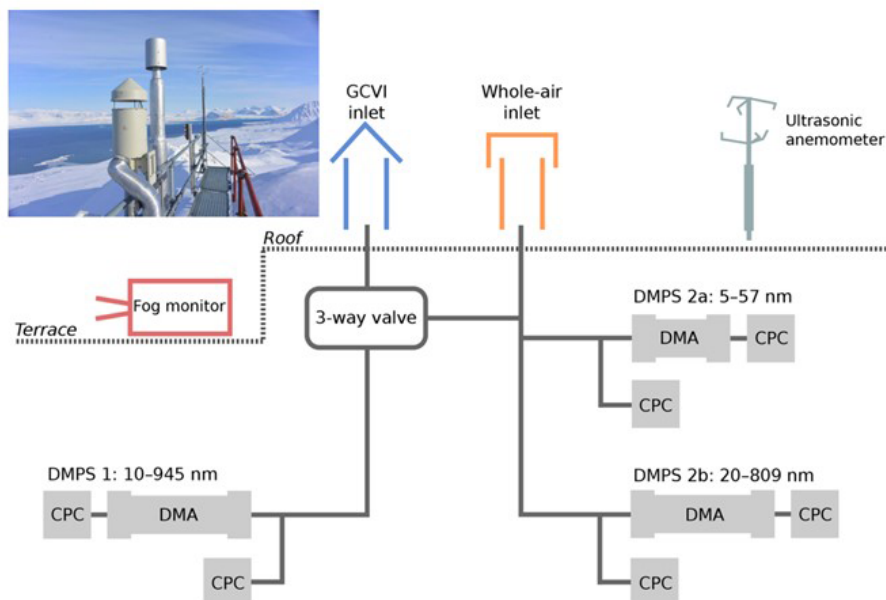 GCVI
inlet
Whole-air
inlet
Ultrasonic
anemometer
Roof
Fog monitor
Terrace
3-way valve
DMPS 2a: 5–57 nm
DMA
CPC
CPC
DMPS 1: 10–945 nm
CPC
DMA
CPC
DMPS 2b: 20–809 nm
DMA
CPC
CPC